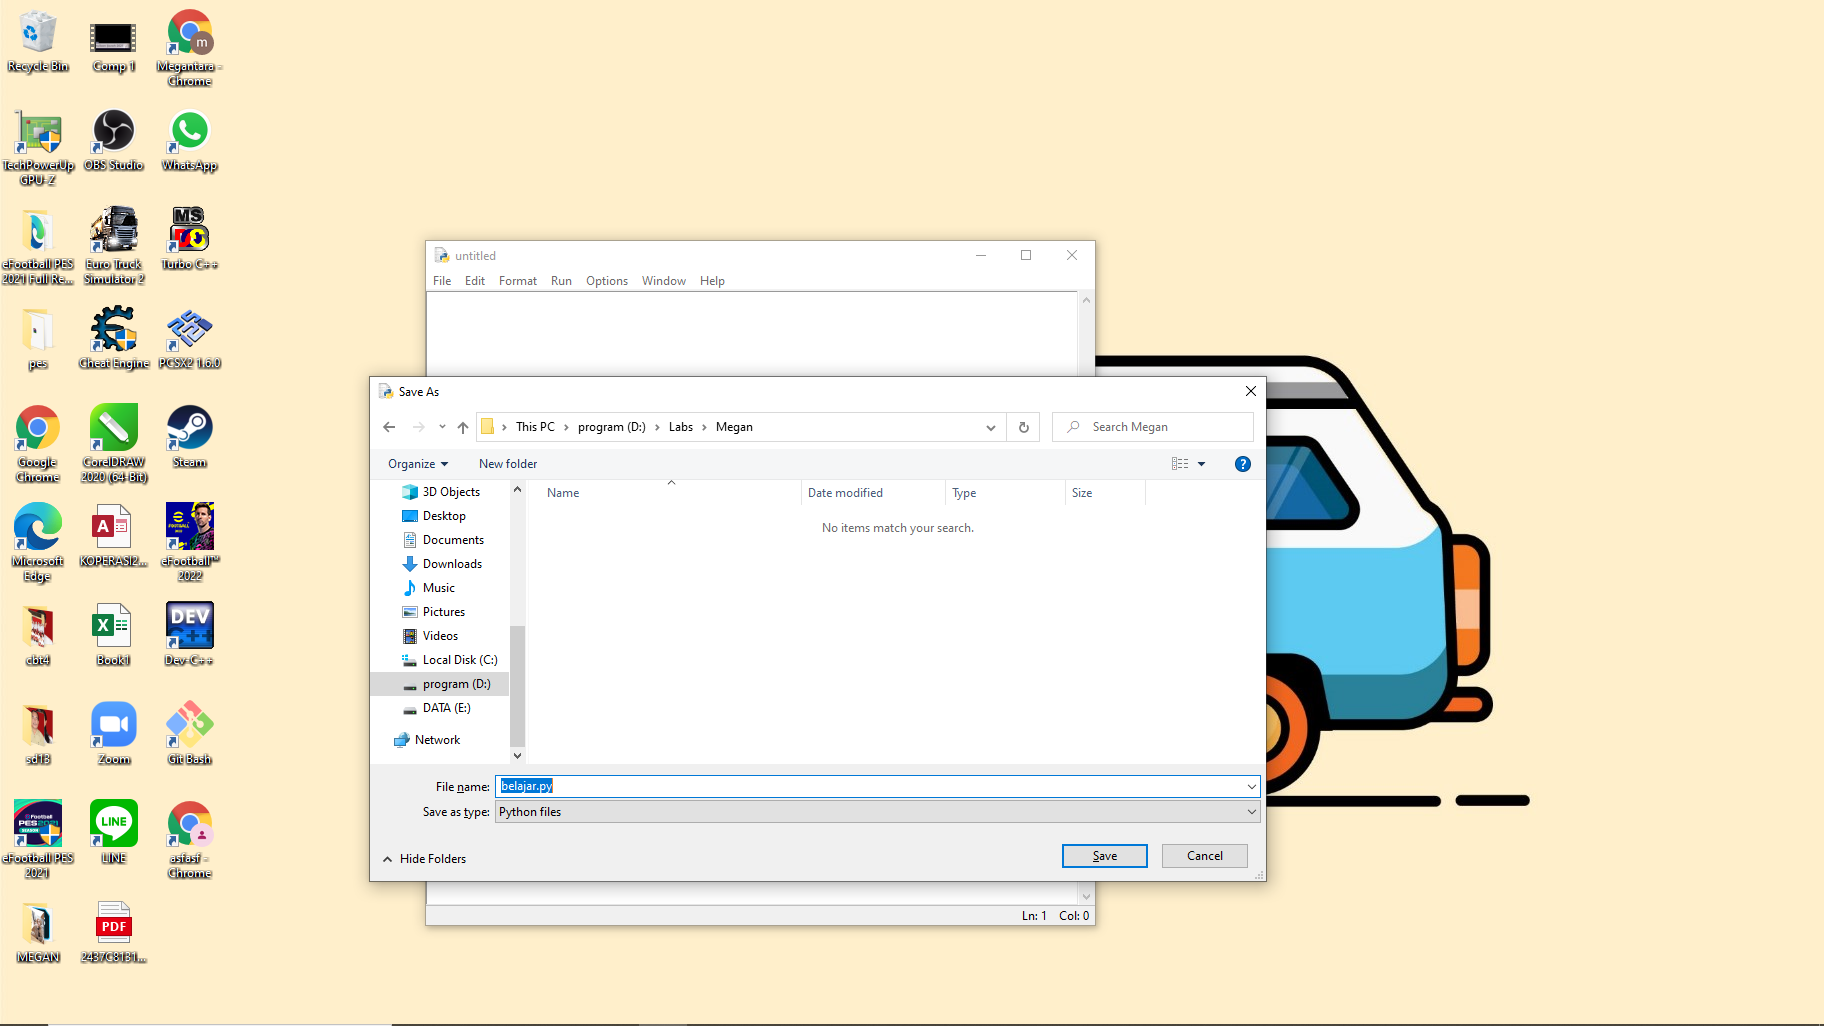 Recycle Bin
Comp 1
Megantara -
Chrome
TechPowerUp
GPU-Z
OBS Studio
WhatsApp
eFootball PES
2021 Full Re...
Euro Truck
Simulator 2
Turbo C++
pes
Cheat Engine
PCSX2 1.6.0
Google
Chrome
CorelDRAW
2020 (64-Bit)
Steam
Microsoft
Edge
KOPERASI2...
eFootball™
2022
cbt4
Book1
Dev-C++
sd13
Zoom
Git Bash
eFootball PES
2021
LINE
asfasf -
Chrome
MEGAN
2437C8131...
untitled
File Edit Format Run Options Window Help
Save As
This PC > program (D:) > Labs > Megan
Search Megan
Organize New folder
Name Date modified Type Size
No items match your search.
3D Objects
Desktop
Documents
Downloads
Music
Pictures
Videos
Local Disk (C:)
program (D:)
DATA (E:)
Network
File name: belajar.py
Save as type: Python files
Hide Folders
Save
Cancel
Ln: 1 Col: 0